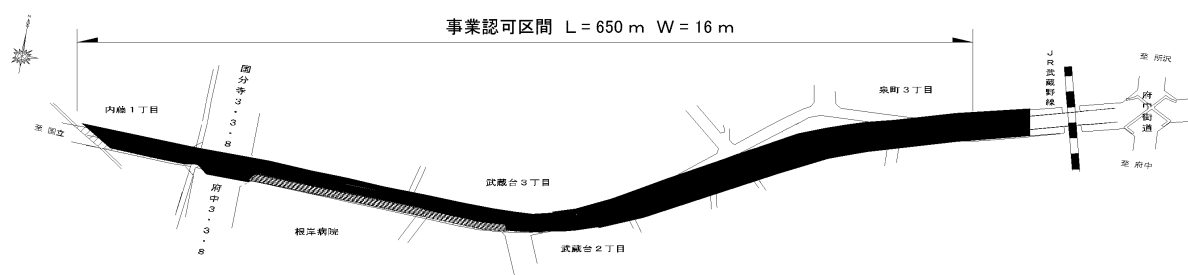 事業認可区間 L=650m W=16m
N
至 所沢
JR武蔵野線
府中街道
至 府中
泉町3丁目
国分寺3・3・8
内藤1丁目
至 国立
武蔵台3丁目
府中3・3・8
根岸病院
武蔵台2丁目